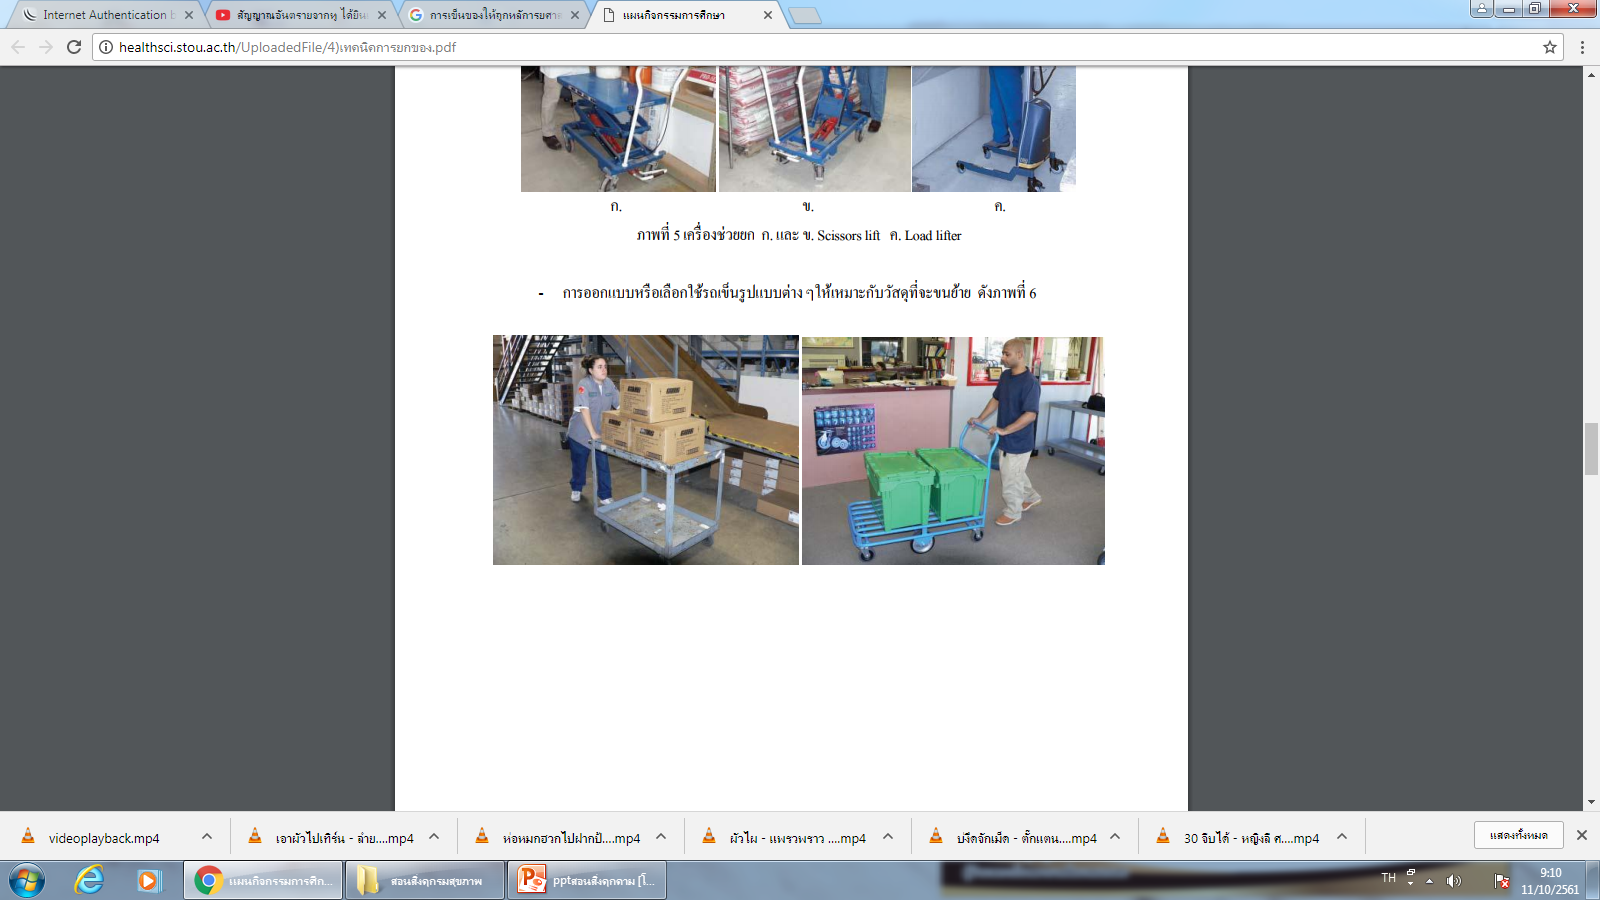 Internet Authentication b
สัญญาณอันตรายจากหู ได้ยินเ
การเข็นของให้ถูกหลักการยศาส
แผนกิจกรรมการศึกษา
healthsci.stou.ac.th/UploadedFile/4)เทคนิคการยกของ.pdf
ก. ข. ค.
ภาพที่ 5 เครื่องช่วยยก ก. และ ข. Scissors lift ค. Load lifter
- การออกแบบหรือเลือกใช้รถเข็นรูปแบบต่าง ๆ ให้เหมาะกับวัสดุที่จะขนย้าย ดังภาพที่ 6
videoplayback.mp4
เอาผัวไปเทิร์น - ลำย....mp4
ห่อหมกฮวกไปฝากป้....mp4
ผัวไผ - แพรวพราว ....mp4
ปงึดจักเม็ด - ตั๊กแตน....mp4
30 จิบได้ - หญิงลี ศ....mp4
แสดงทั้งหมด
แผนกิจกรรมการศึก...
สอนสิ่งคุกรมสุขภาพ
pptสอนสิ่งคุกคาม [โ...
TH
9:10
11/10/2561